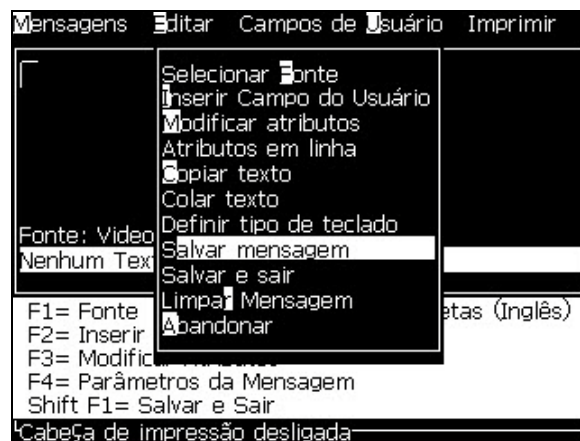 Mensagens Editar Campos de Usuário Imprimir
Selecionar Fonte
Inserir Campo do Usuário
Modificar atributos
Atributos em linha
Copiar texto
Colar texto
Definir tipo de teclado
Salvar mensagem
Salvar e sair
Limpar Mensagem
Abandonar
Fonte: Video
Nenhum Tex
F1= Fonte etas (Inglês)
F2= Inserir
F3= Modific
F4= Parâmetros da Mensagem
Shift F1= Salvar e Sair
Cabeça de impressão desligada